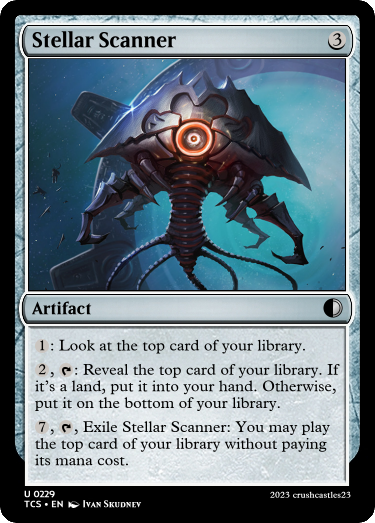 Stellar Scanner 3
Artifact
1: Look at the top card of your library.
2, : Reveal the top card of your library. If
it's a land, put it into your hand. Otherwise,
put it on the bottom of your library.
7, , Exile Stellar Scanner: You may play
the top card of your library without paying
its mana cost.
U 0229
TCS • EN Ivan Skudnev 2023 crushcastles23